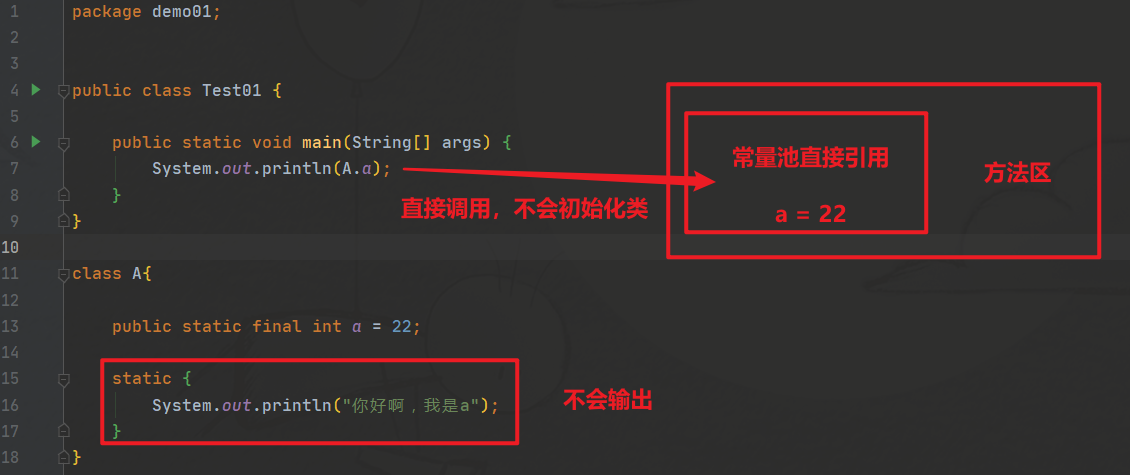 1 package demo01;
2
3
4 public class Test01 {
5
6 public static void main(String[] args) {
7 System.out.println(A.a);
8 }
9 }
10
11 class A{
12
13 public static final int a = 22;
14
15 static {
16 System.out.println("你好啊，我是a");
17 }
18 }
直接调用，不会初始化类
常量池直接引用
a = 22
方法区
不会输出